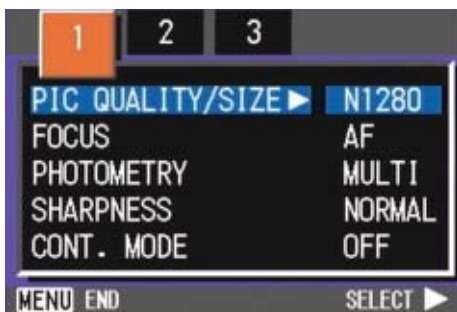 1 2 3
PIC QUALITY/SIZE▶ N1280
FOCUS AF
PHOTOMETRY MULTI
SHARPNESS NORMAL
CONT. MODE OFF
MENU END SELECT ▶